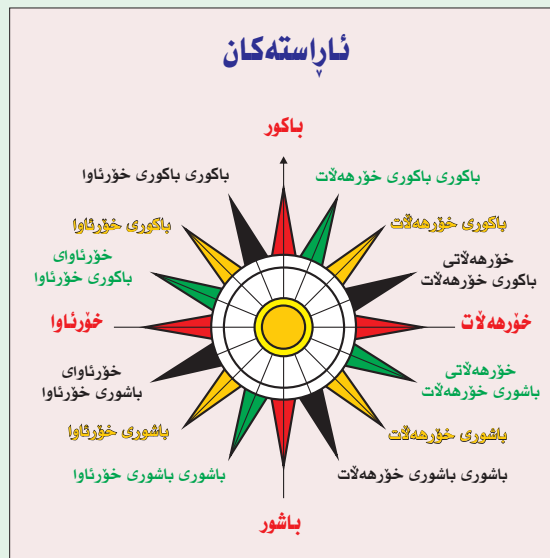 ئاڕاستەکان
باکور
باکوری باکوری خۆرهەڵات
باکوری باکوری خۆرئاوا
باکوری خۆرهەڵات
باکوری خۆرئاوا
خۆرهەڵاتی
باکوری خۆرهەڵات
خۆرئاوای
باکوری خۆرئاوا
خۆرهەڵات
خۆرئاوا
خۆرهەڵاتی
باشوری خۆرهەڵات
خۆرئاوای
باشوری خۆرئاوا
باشوری خۆرهەڵات
باشوری خۆرئاوا
باشوری باشوری خۆرهەڵات
باشوری باشوری خۆرئاوا
باشور